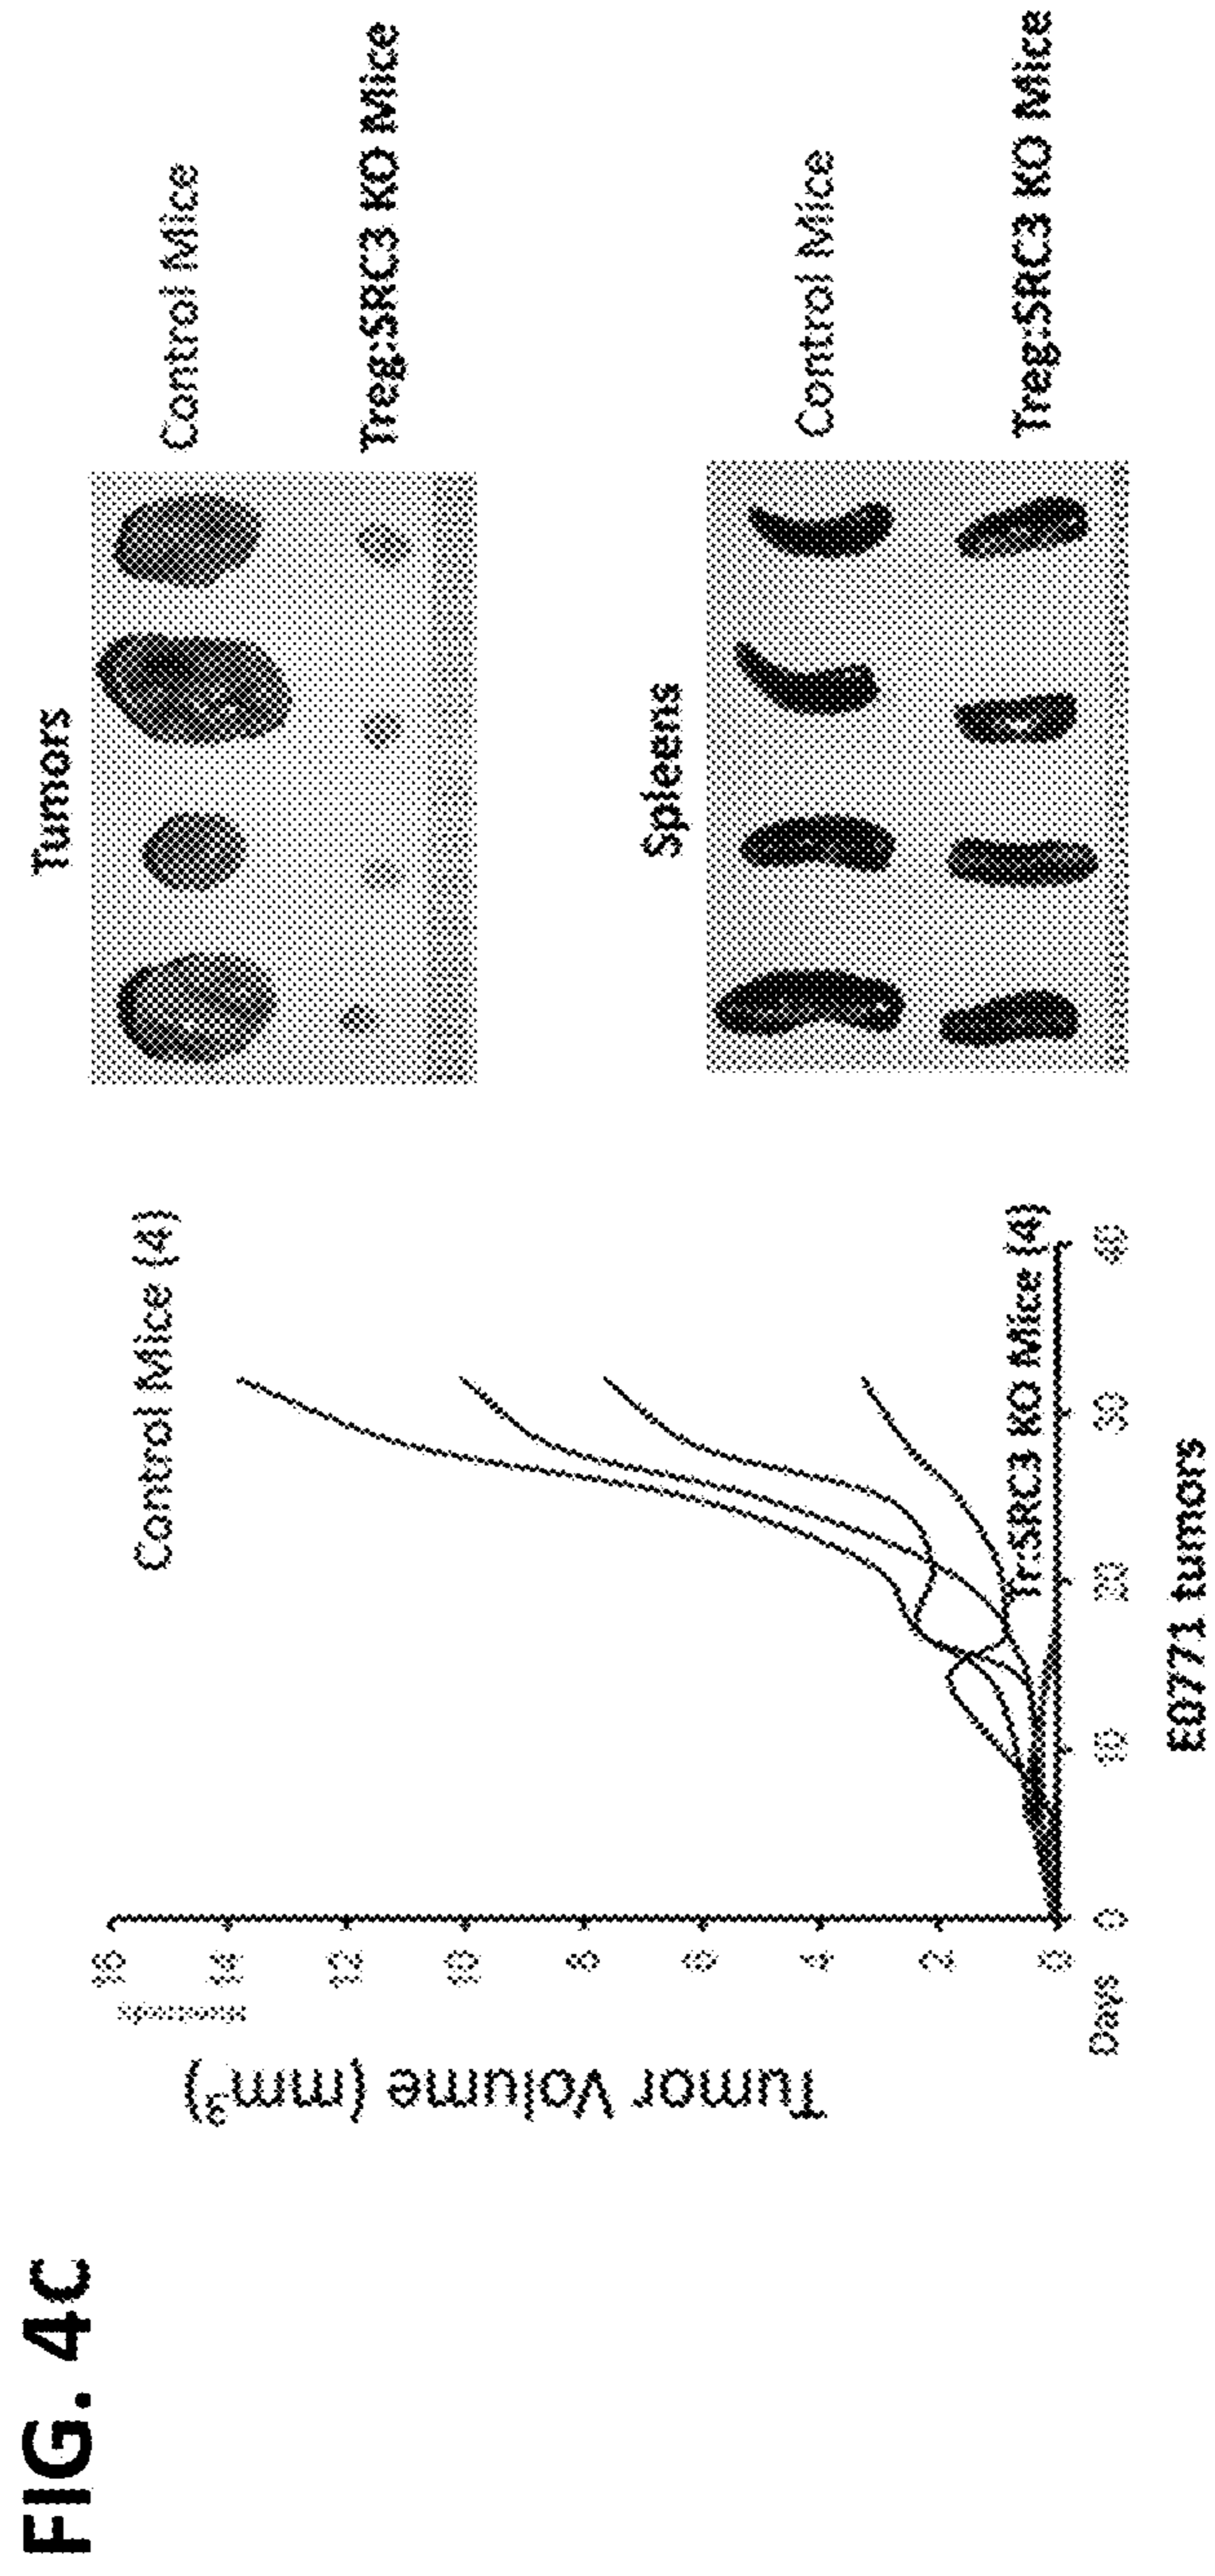 FIG. 4C
Tumor Volume (mm³)
16
14
12
10
8
6
4
2
0
Days
0
10
20
30
40
Control Mice (4)
Tr:SRC3 KO Mice (4)
E0771 tumors
Tumors
Control Mice
Treg:SRC3 KO Mice
Spleens
Control Mice
Treg:SRC3 KO Mice